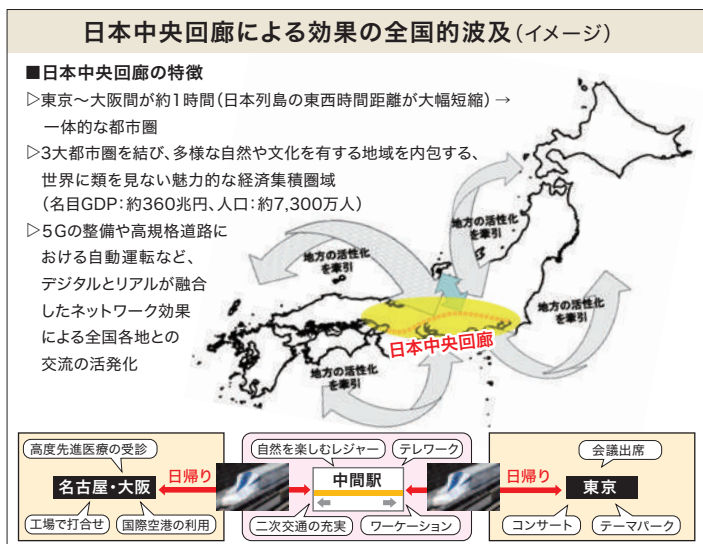 日本中央回廊による効果の全国的波及(イメージ)
■日本中央回廊の特徴
▷東京~大阪間が約1時間(日本列島の東西時間距離が大幅短縮)→
一体的な都市圏
▷3大都市圏を結び、多様な自然や文化を有する地域を内包する、
世界に類を見ない魅力的な経済集積圏域
(名目GDP:約360兆円、人口:約7,300万人)
▷5Gの整備や高規格道路に
おける自動運転など、
デジタルとリアルが融合
したネットワーク効果
による全国各地との
交流の活発化
地方の活性化
を牽引
地方の活性化
を牽引
地方の活性化
を牽引
地方の活性化
を牽引
日本中央回廊
高度先進医療の受診
名古屋・大阪
工場で打合せ
国際空港の利用
日帰り
自然を楽しむレジャー
テレワーク
中間駅
二次交通の充実
ワーケーション
日帰り
会議出席
東京
コンサート
テーマパーク